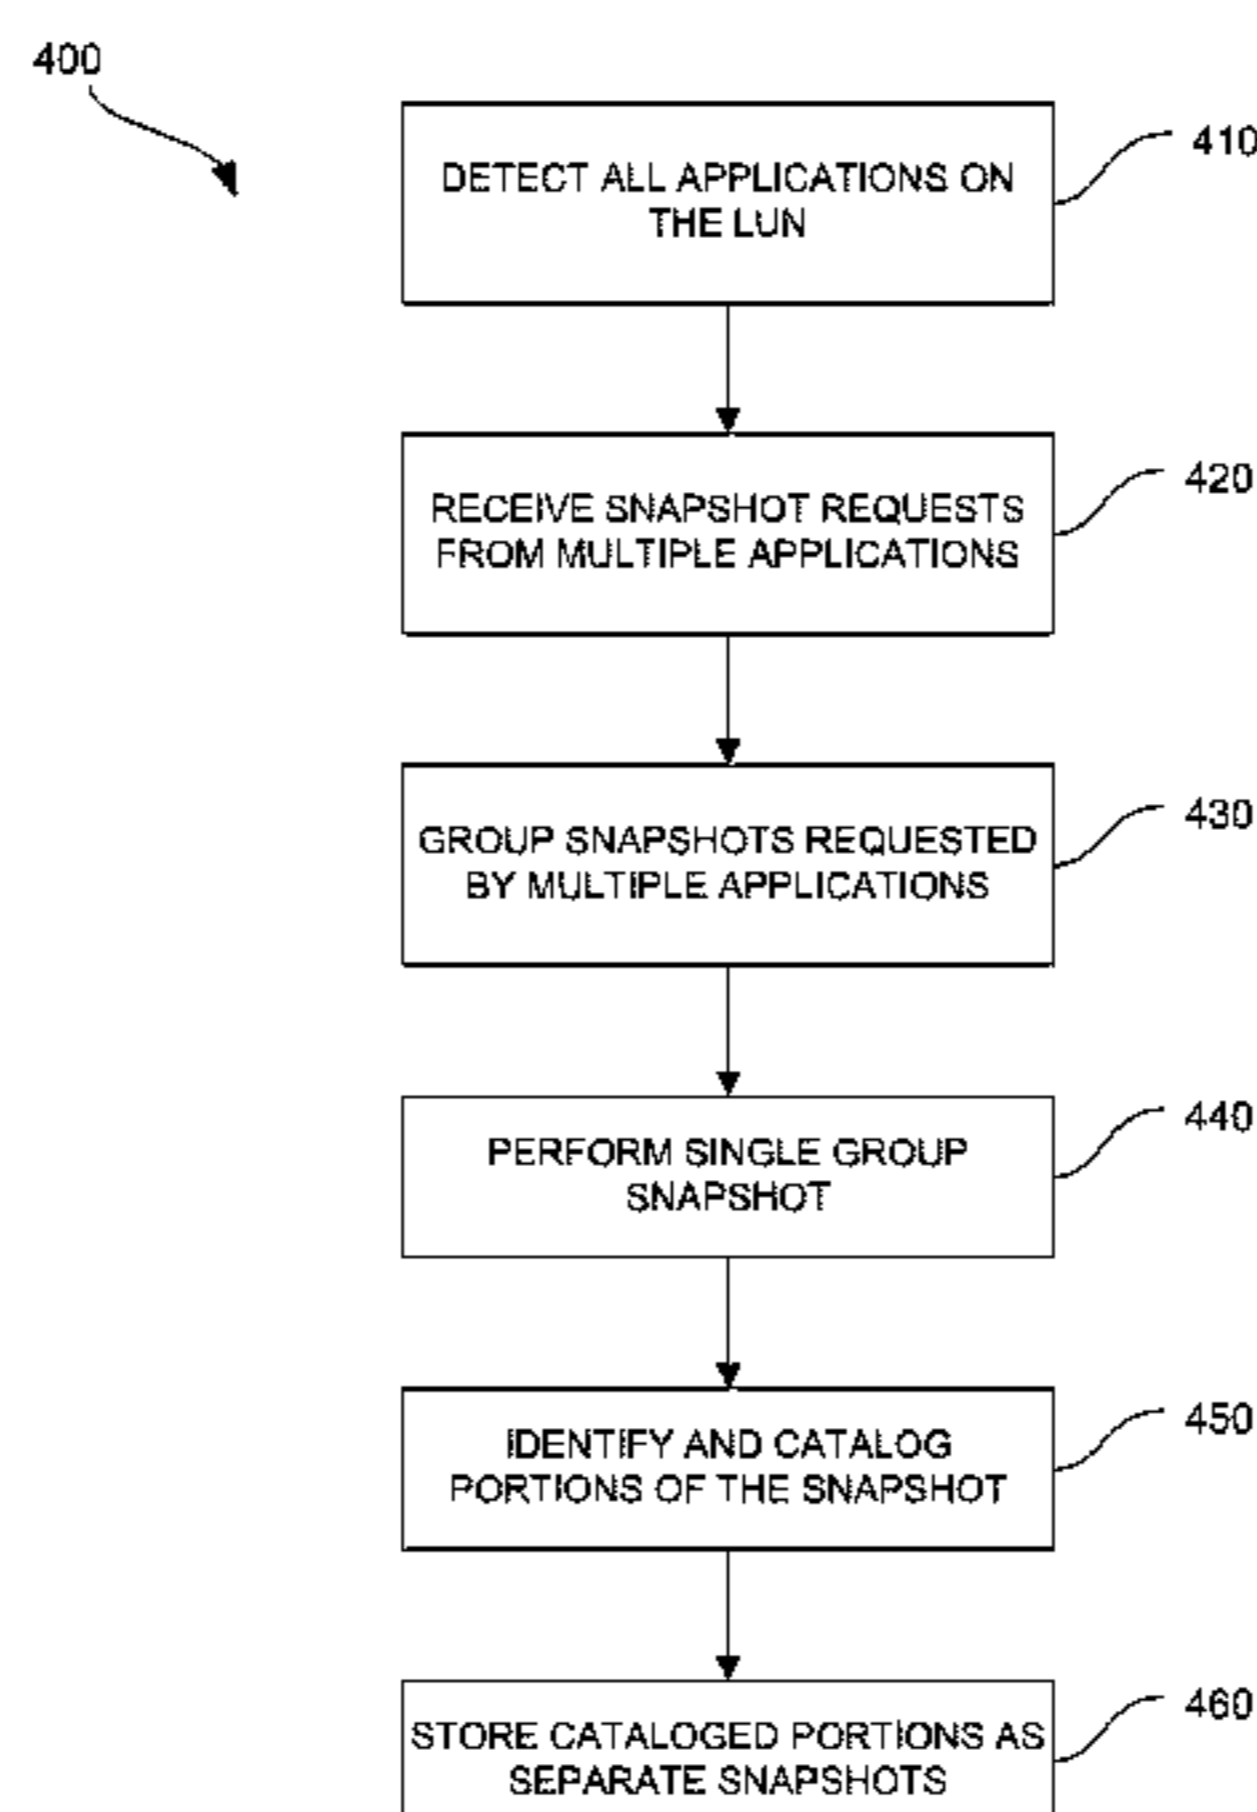 400
DETECT ALL APPLICATIONS ON
THE LUN
410
RECEIVE SNAPSHOT REQUESTS
FROM MULTIPLE APPLICATIONS
420
GROUP SNAPSHOTS REQUESTED
BY MULTIPLE APPLICATIONS
430
PERFORM SINGLE GROUP
SNAPSHOT
440
IDENTIFY AND CATALOG
PORTIONS OF THE SNAPSHOT
450
STORE CATALOGED PORTIONS AS
SEPARATE SNAPSHOTS
460